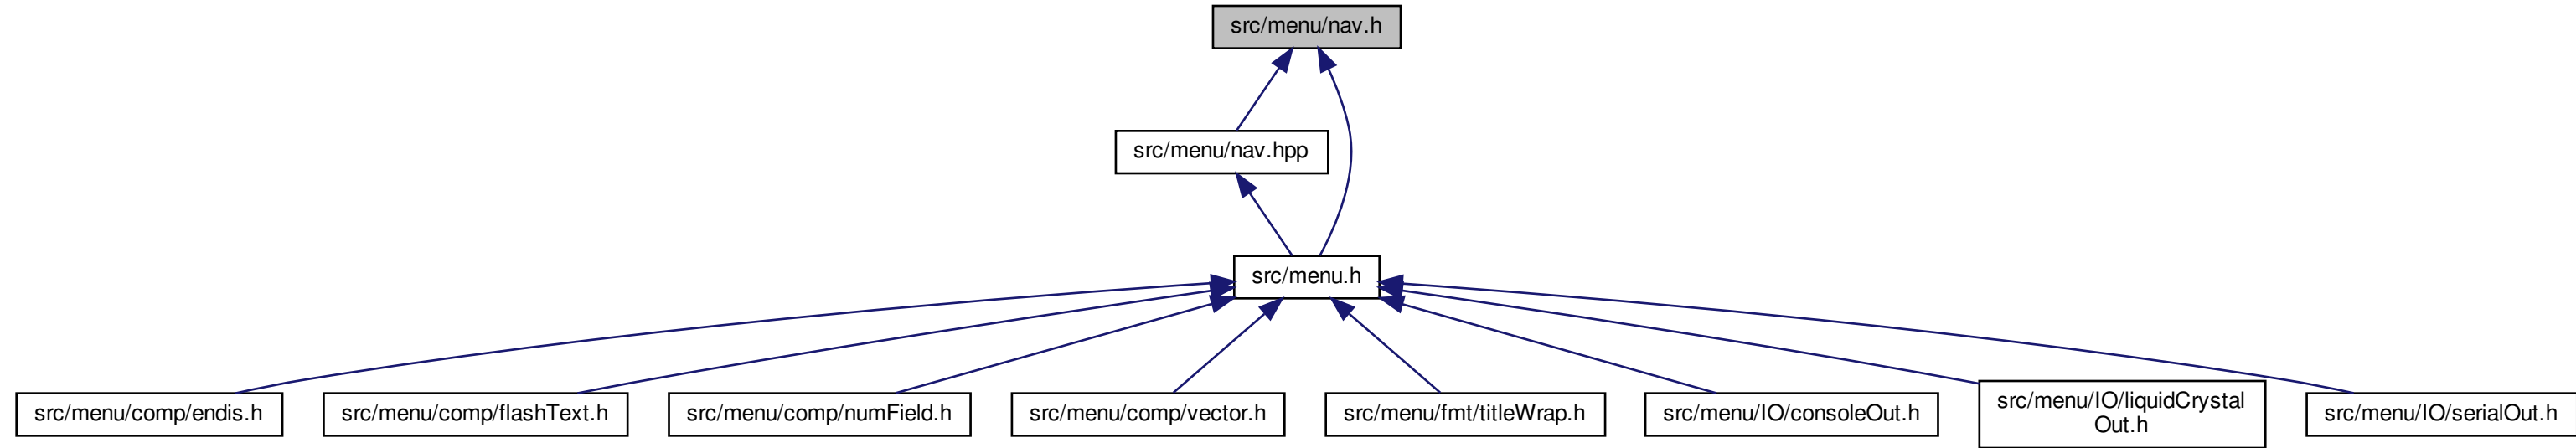 src/menu/nav.h
src/menu/nav.hpp
src/menu.h
src/menu/comp/endis.h
src/menu/comp/flashText.h
src/menu/comp/numField.h
src/menu/comp/vector.h
src/menu/fmt/titleWrap.h
src/menu/IO/consoleOut.h
src/menu/IO/liquidCrystal
Out.h
src/menu/IO/serialOut.h